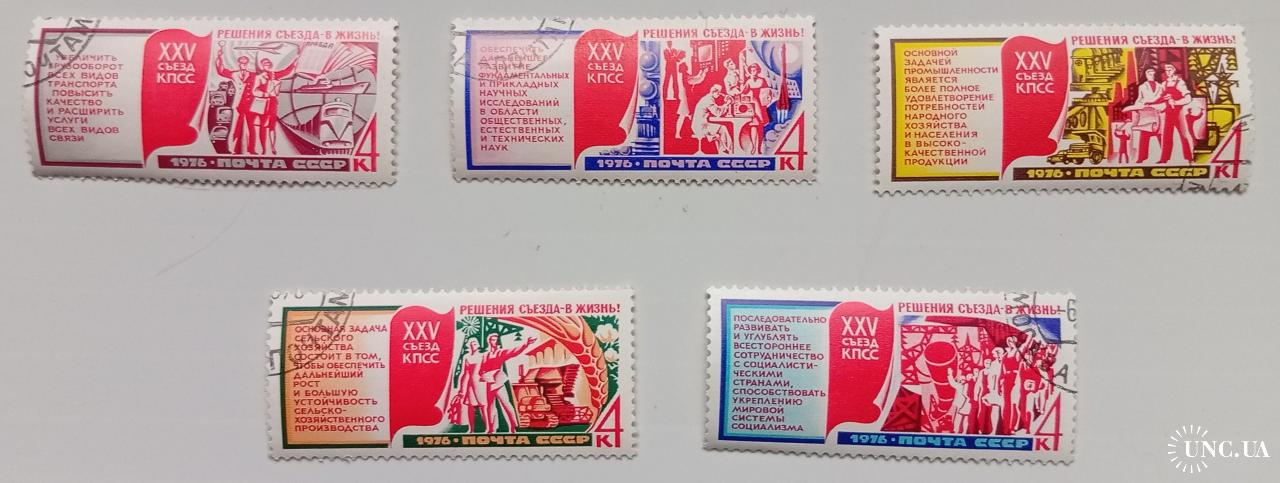 УВЕЛИЧИТЬ
ГРУЗООБОРОТ
ВСЕХ ВИДОВ
ТРАНСПОРТА
ПОВЫСИТЬ
КАЧЕСТВО
И РАСШИРИТЬ
УСЛУГИ
ВСЕХ ВИДОВ
СВЯЗИ
XXV
СЪЕЗД
КПСС
РЕШЕНИЯ СЪЕЗДА-В ЖИЗНЬ!
ПРАВДА
1976·ПОЧТА СССР
4
К
ОБЕСПЕЧИТЬ
ДАЛЬНЕЙШЕЕ
РАЗВИТИЕ
ФУНДАМЕНТАЛЬНЫХ
И ПРИКЛАДНЫХ
НАУЧНЫХ
ИССЛЕДОВАНИЙ
В ОБЛАСТИ
ОБЩЕСТВЕННЫХ,
ЕСТЕСТВЕННЫХ
И ТЕХНИЧЕСКИХ
НАУК
XXV
СЪЕЗД
КПСС
РЕШЕНИЯ СЪЕЗДА-В ЖИЗНЬ!
1976·ПОЧТА СССР
4
К
ОСНОВНОЙ
ЗАДАЧЕЙ
ПРОМЫШЛЕННОСТИ
ЯВЛЯЕТСЯ
БОЛЕЕ ПОЛНОЕ
УДОВЛЕТВОРЕНИЕ
ПОТРЕБНОСТЕЙ
НАРОДНОГО
ХОЗЯЙСТВА
И НАСЕЛЕНИЯ
В ВЫСОКО-
КАЧЕСТВЕННОЙ
ПРОДУКЦИИ
XXV
СЪЕЗД
КПСС
РЕШЕНИЯ СЪЕЗДА-В ЖИЗНЬ!
1976·ПОЧТА СССР
4
К
ОСНОВНАЯ ЗАДАЧА
СЕЛЬСКОГО
ХОЗЯЙСТВА
СОСТОИТ В ТОМ,
ЧТОБЫ ОБЕСПЕЧИТЬ
ДАЛЬНЕЙШИЙ
РОСТ
И БОЛЬШУЮ
УСТОЙЧИВОСТЬ
СЕЛЬСКО-
ХОЗЯЙСТВЕННОГО
ПРОИЗВОДСТВА
XXV
СЪЕЗД
КПСС
РЕШЕНИЯ СЪЕЗДА-В ЖИЗНЬ!
1976·ПОЧТА СССР
4
К
ПОСЛЕДОВАТЕЛЬНО
РАЗВИВАТЬ
И УГЛУБЛЯТЬ
ВСЕСТОРОННЕЕ
СОТРУДНИЧЕСТВО
С СОЦИАЛИСТИ-
ЧЕСКИМИ
СТРАНАМИ,
СПОСОБСТВОВАТЬ
УКРЕПЛЕНИЮ
МИРОВОЙ
СИСТЕМЫ
СОЦИАЛИЗМА
XXV
СЪЕЗД
КПСС
РЕШЕНИЯ СЪЕЗДА-В ЖИЗНЬ!
МОСКВА
1976·ПОЧТА СССР
4
К
UNC.UA